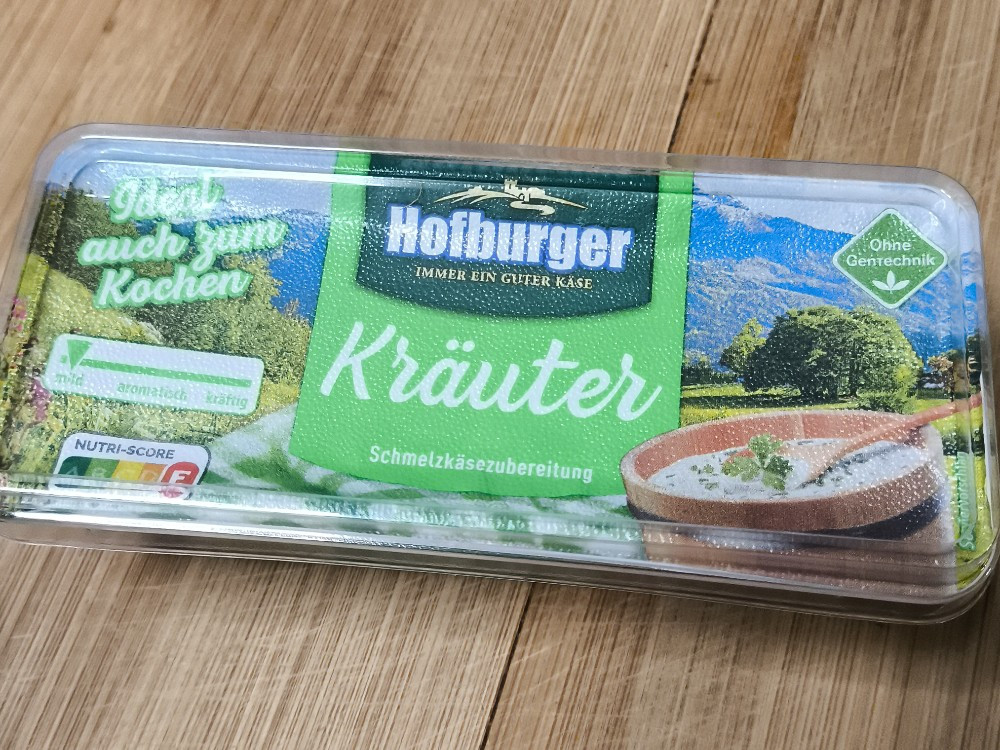 Ideal
auch zum
Kochen
Hofburger
IMMER EIN GUTER KÄSE
Ohne
Gentechnik
Kräuter
mild aromatisch kräftig
Schmelzkäsezubereitung
NUTRI-SCORE
A B C D E